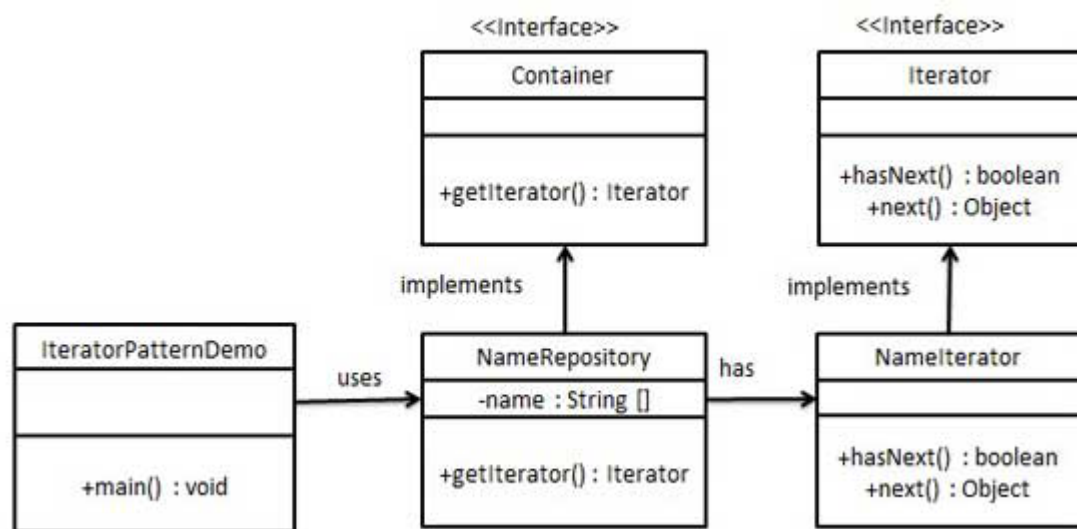 <<Interface>>
Container
+getIterator() : Iterator
<<Interface>>
Iterator
+hasNext() : boolean
+next() : Object
implements
implements
IteratorPatternDemo
+main() : void
uses
NameRepository
-name : String []
+getIterator() : Iterator
has
NameIterator
+hasNext() : boolean
+next() : Object